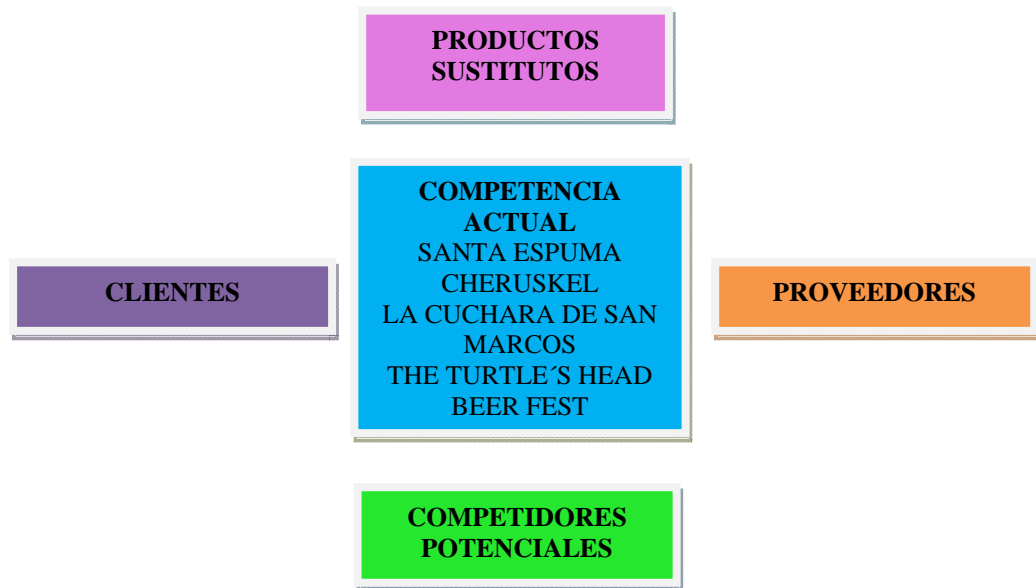 PRODUCTOS
SUSTITUTOS
COMPETENCIA
ACTUAL
SANTA ESPUMA
CHERUSKEL
LA CUCHARA DE SAN
MARCOS
THE TURTLE´S HEAD
BEER FEST
CLIENTES
PROVEEDORES
COMPETIDORES
POTENCIALES